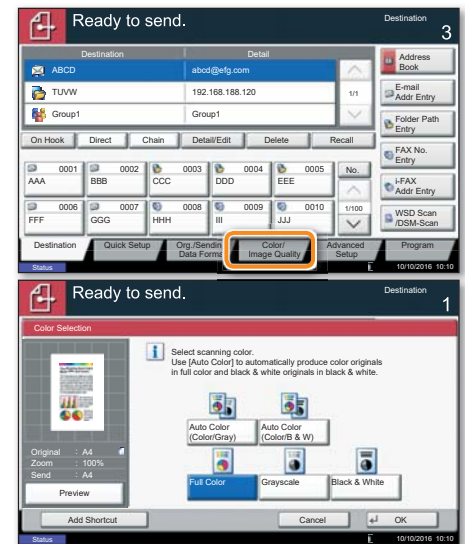 Ready to send.
Destination
3
Destination
Detail
ABCD
abcd@efg.com
TUVW
192.168.188.120
1/1
Group1
Group1
Address
Book
E-mail
Addr Entry
Folder Path
Entry
FAX No.
Entry
i-FAX
Addr Entry
WSD Scan
/DSM-Scan
On Hook
Direct
Chain
Detail/Edit
Delete
Recall
0001
AAA
0002
BBB
0003
CCC
0004
DDD
0005
EEE
No.
0006
FFF
0007
GGG
0008
HHH
0009
III
0010
JJJ
1/100
Destination
Quick Setup
Org./Sending
Data Format
Color/
Image Quality
Advanced
Setup
Program
Status
10/10/2016 10:10
Ready to send.
Destination
1
Color Selection
Select scanning color.
Use [Auto Color] to automatically produce color originals
in full color and black & white originals in black & white.
Auto Color
(Color/Gray)
Auto Color
(Color/B & W)
Full Color
Grayscale
Black & White
Original : A4
Zoom : 100%
Send : A4
Preview
Add Shortcut
Cancel
OK
Status
10/10/2016 10:10